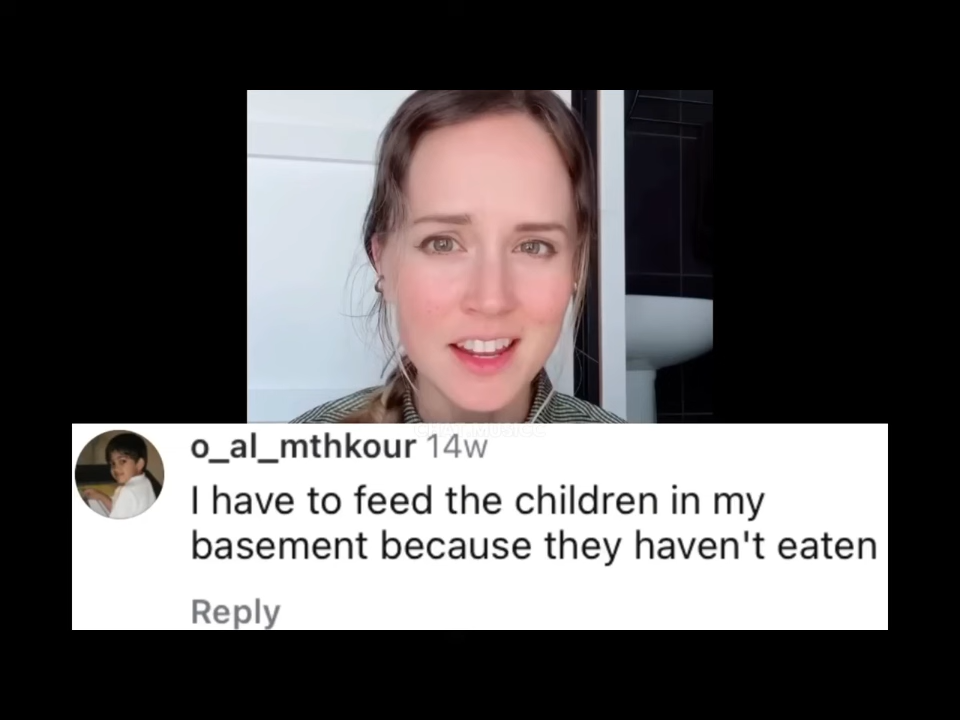 o_al_mthkour 14w
I have to feed the children in my
basement because they haven't eaten
Reply